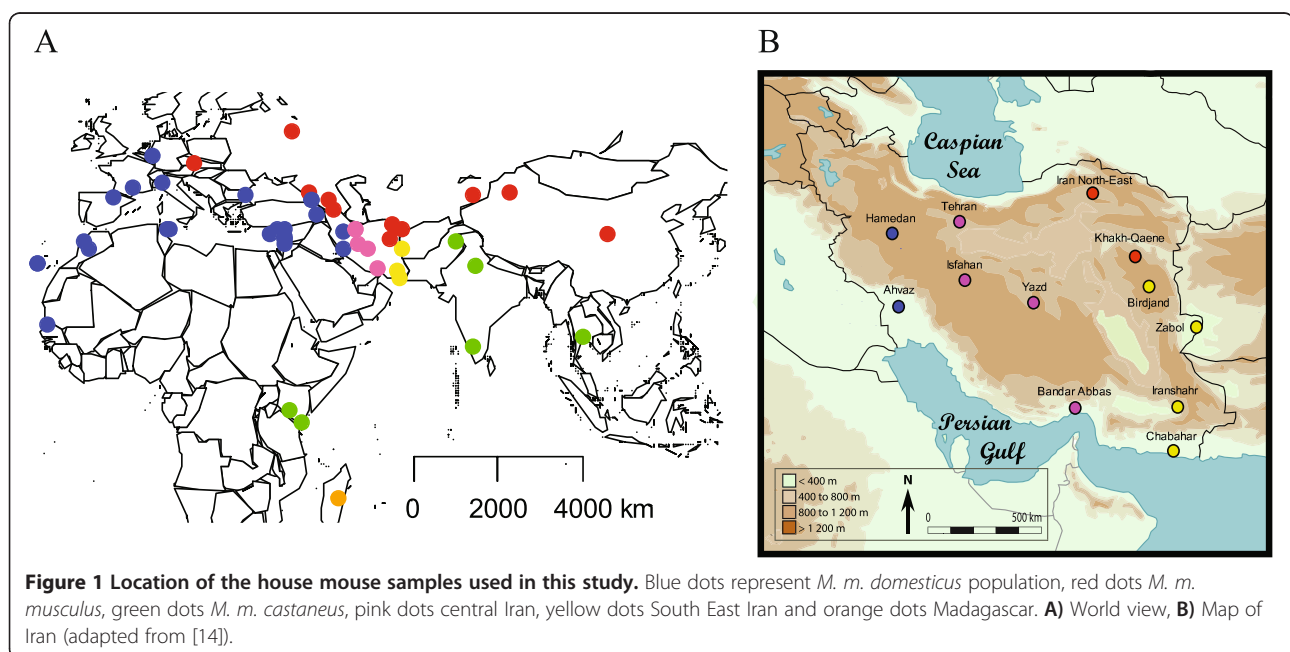 A
B
0 2000 4000 km
Caspian
Sea
Iran North-East
Tehran
Hamedan
Khakh-Qaene
Isfahan
Yazd
Ahvaz
Birdjand
Zabol
Bandar Abbas
Iranshahr
Persian
Gulf
Chabahar
< 400 m
400 to 800 m
800 to 1 200 m
> 1 200 m
N
0 500 km
Figure 1 Location of the house mouse samples used in this study. Blue dots represent M. m. domesticus population, red dots M. m.
musculus, green dots M. m. castaneus, pink dots central Iran, yellow dots South East Iran and orange dots Madagascar. A) World view, B) Map of
Iran (adapted from [14]).